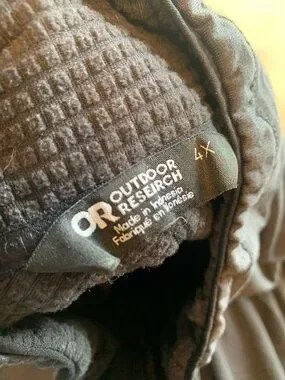 OR OUTDOOR
RESEARCH
4X
Made in Indonesia
Fabriqué en Indonésie